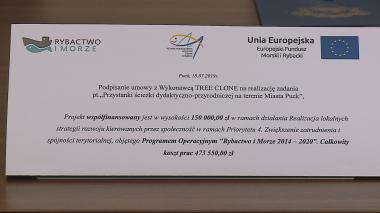 RYBACTWO
I MORZE
Unia Europejska
Europejski Fundusz
Morski i Rybacki
Puck, 18.07.2019r.
Podpisanie umowy z Wykonawcą TREE CLONE na realizację zadania
pt. „Przystanki ścieżki dydaktyczno-przyrodniczej na terenie Miasta Puck"
Projekt współfinansowany jest w wysokości 150 000,00 zł w ramach działania Realizacja lokalnych
strategii rozwoju kierowanych przez społeczność w ramach Priorytetu 4. Zwiększenie zatrudnienia i
spójności terytorialnej, objętego Programem Operacyjnym "Rybactwo i Morze 2014 – 2020". Całkowity
koszt prac 473 550,00 zł